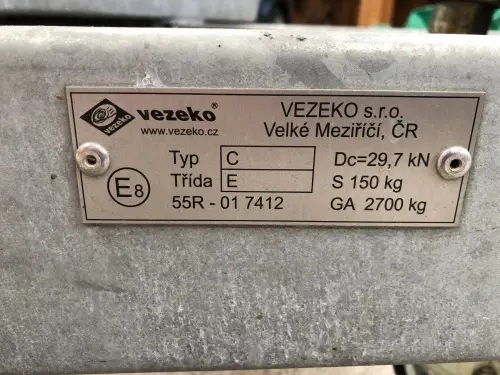 vezeko
vezeko®
www.vezeko.cz
VEZEKO s.r.o.
Velké Meziříčí, ČR
Typ C Dc=29,7 kN
Třída E S 150 kg
E8
55R - 01 7412 GA 2700 kg